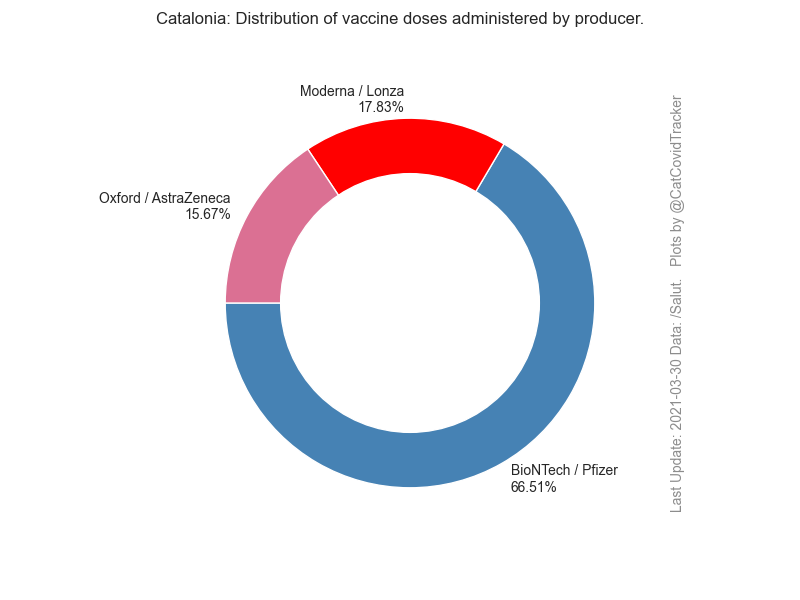 Catalonia: Distribution of vaccine doses administered by producer.
Moderna / Lonza
17.83%
Oxford / AstraZeneca
15.67%
BioNTech / Pfizer
66.51%
Last Update: 2021-03-30 Data: /Salut.   Plots by @CatCovidTracker